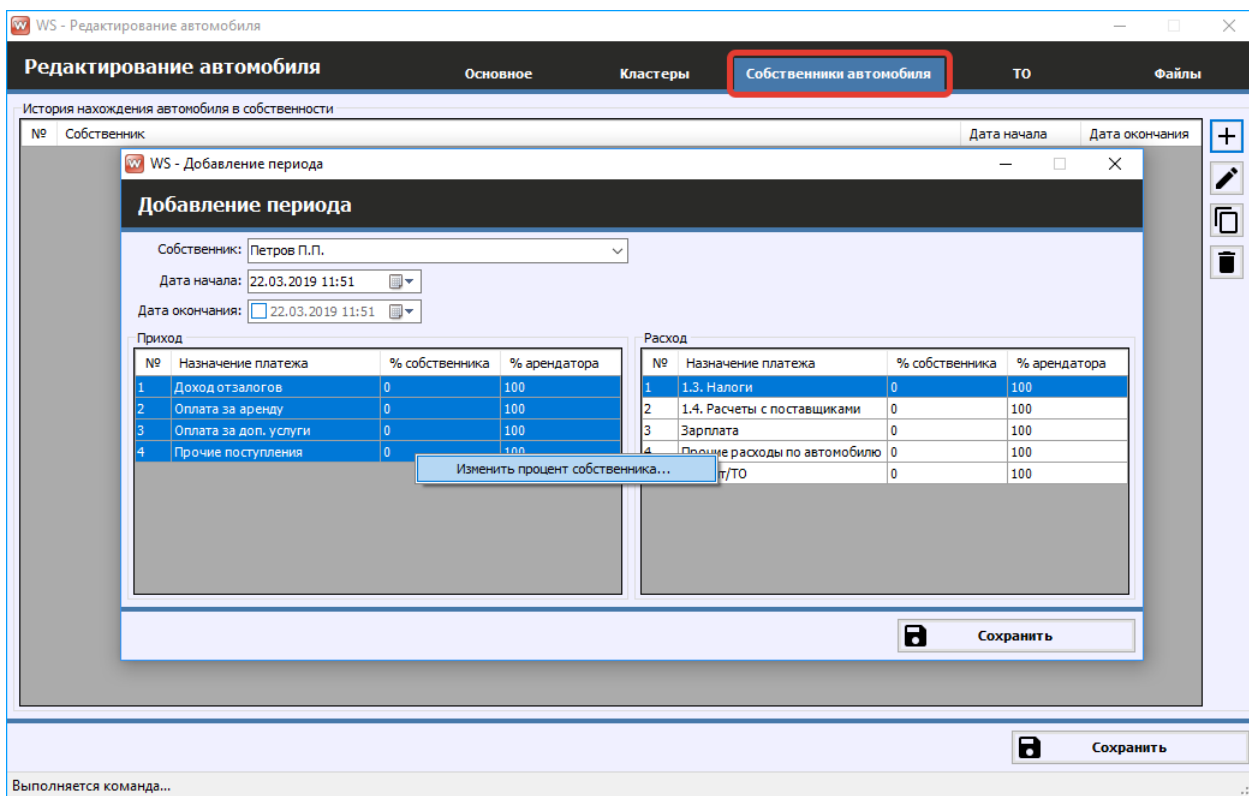 WS - Редактирование автомобиля
Редактирование автомобиля Основное Кластеры Собственники автомобиля ТО Файлы
История нахождения автомобиля в собственности
№ Собственник Дата начала Дата окончания
WS - Добавление периода
Добавление периода
Собственник: Петров П.П.
Дата начала: 22.03.2019 11:51
Дата окончания: 22.03.2019 11:51
Приход
№ Назначение платежа % собственника % арендатора
1 Доход отзалогов 0 100
2 Оплата за аренду 0 100
3 Оплата за доп. услуги 0 100
4 Прочие поступления 0 100
Изменить процент собственника...
Расход
№ Назначение платежа % собственника % арендатора
1 1.3. Налоги 0 100
2 1.4. Расчеты с поставщиками 0 100
3 Зарплата 0 100
4 Прочие расходы по автомобилю 0 100
т/ТО 0 100
Сохранить
Сохранить
Выполняется команда...